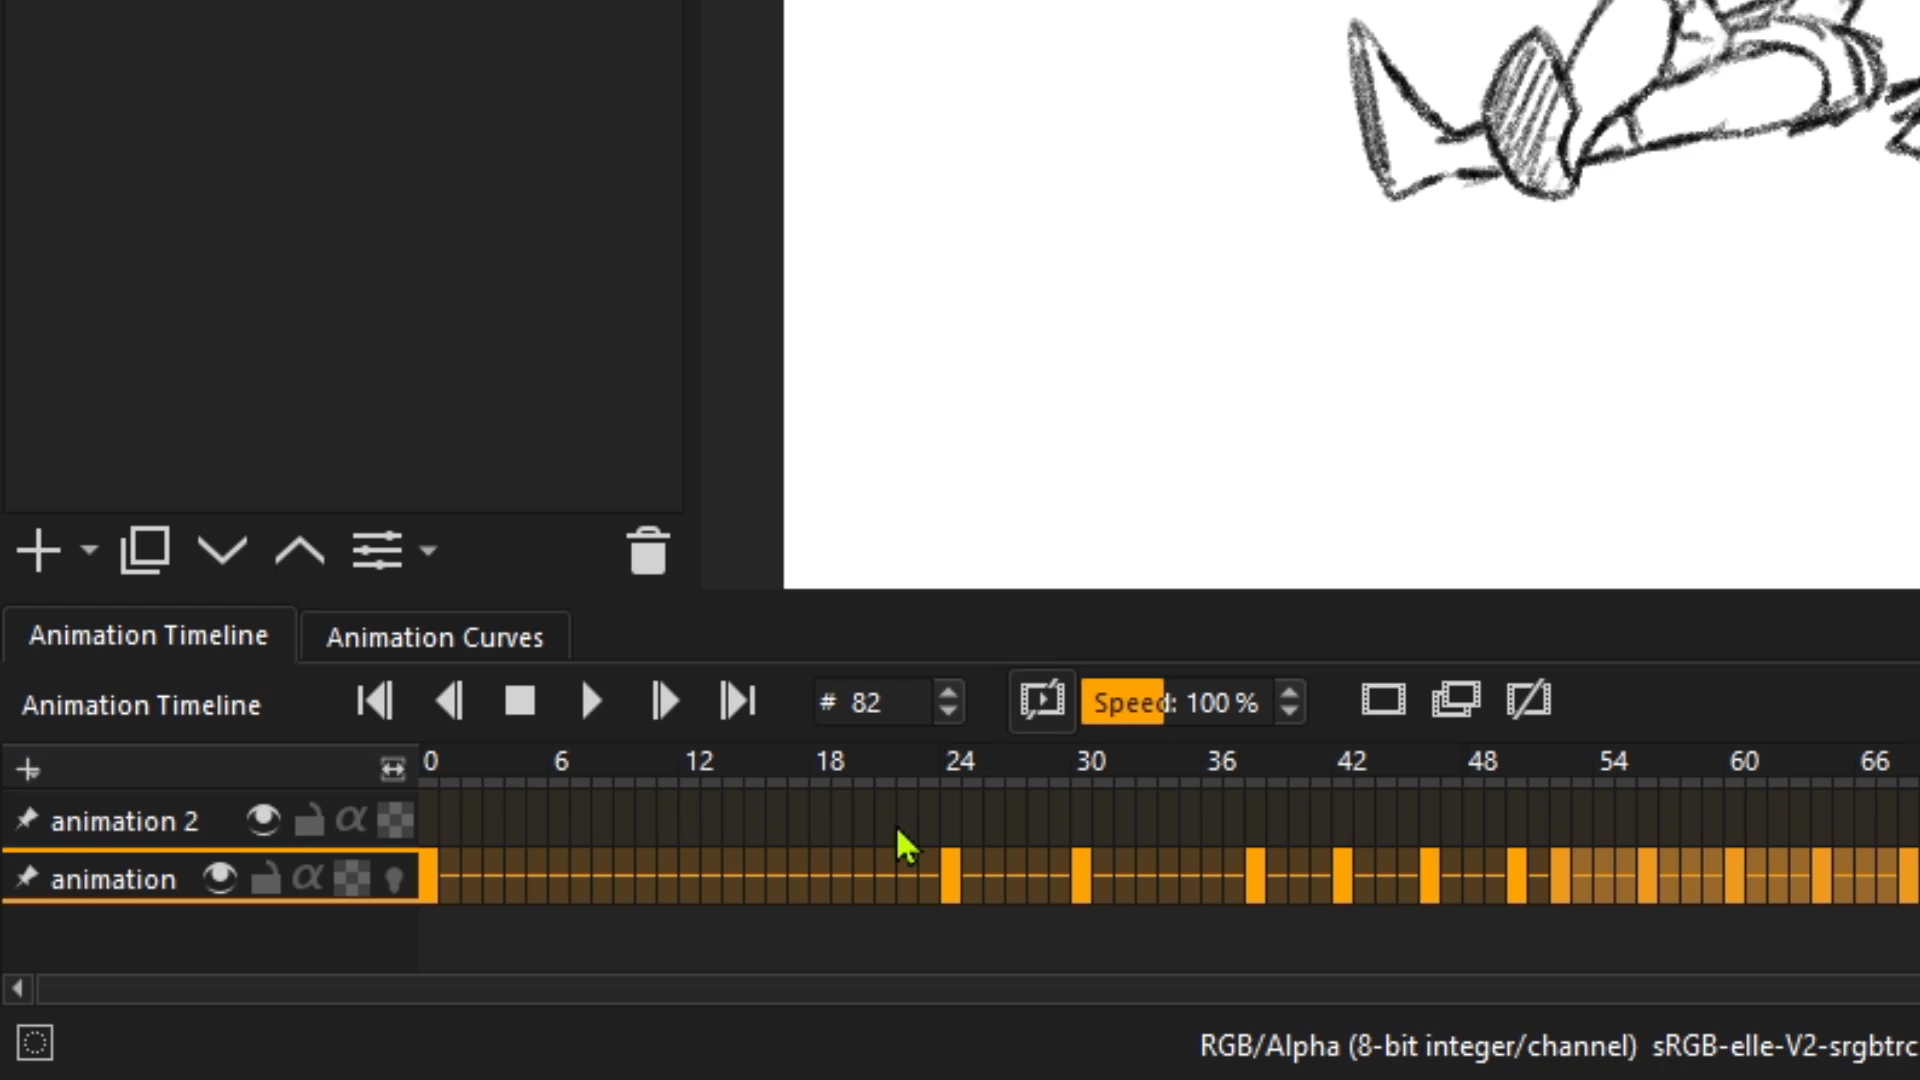 Animation Timeline Animation Curves
Animation Timeline # 82 Speed: 100 %
0 6 12 18 24 30 36 42 48 54 60 66
animation 2 α
animation α
RGB/Alpha (8-bit integer/channel) sRGB-elle-V2-srgbtrc